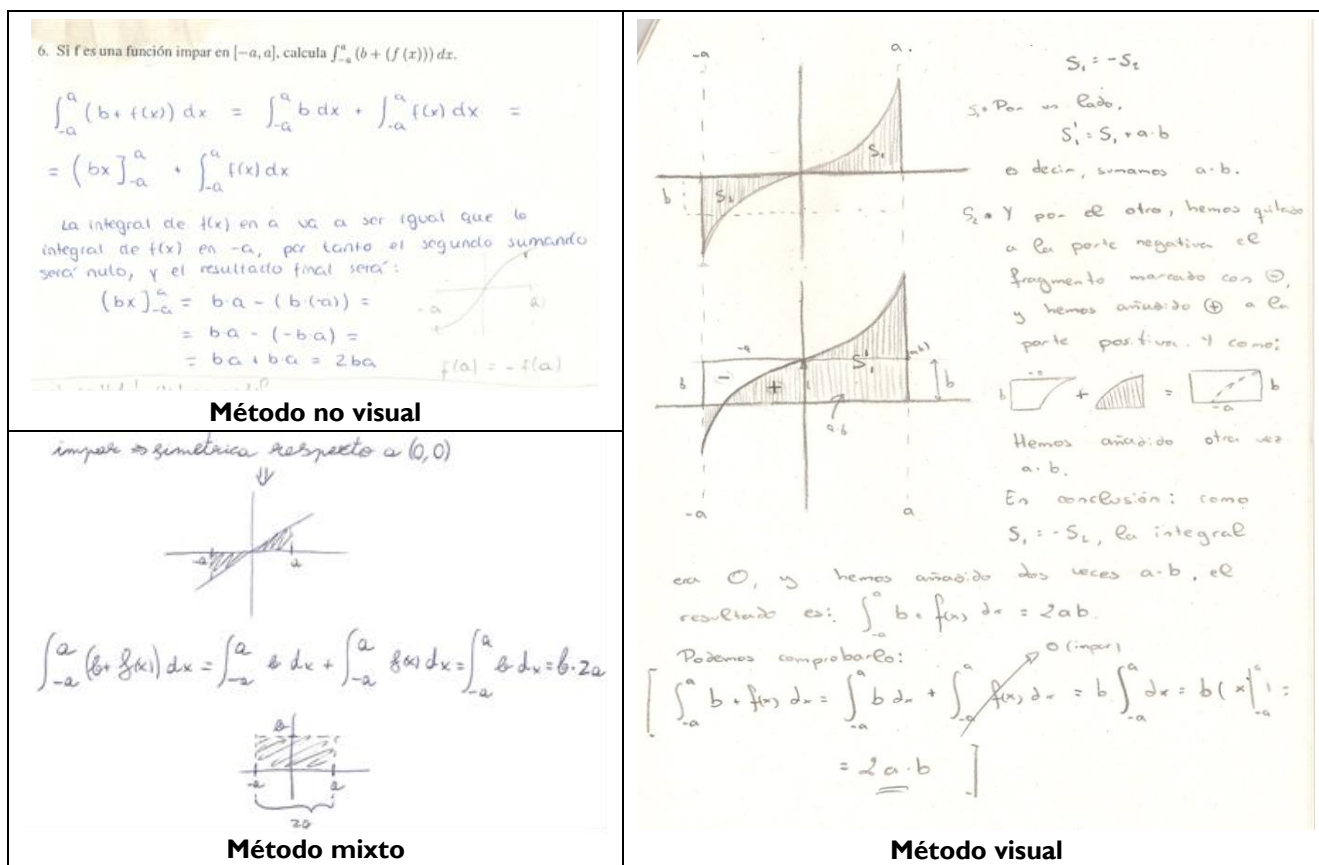 6. Si f es una función impar en [−a, a], calcula ∫_{-a}^{a} (b + (f (x))) dx.
∫_{-a}^{a} (b + f(x)) dx = ∫_{-a}^{a} b dx + ∫_{-a}^{a} f(x) dx =
= (bx]_{-a}^{a} + ∫_{-a}^{a} f(x) dx
La integral de f(x) en a va a ser igual que la
integral de f(x) en -a, por tanto el segundo sumando
será nulo, y el resultado final será:
(bx]_{-a}^{a} = b·a - (b·(-a)) =
= b·a - (-b·a) =
= ba + b·a = 2ba
-a
a
f(a) = - f(a)
Método no visual
impar ⇒ simétrica respecto a (0,0)
⇓
-a a
∫_{-a}^{a} (b + f(x)) dx = ∫_{-a}^{a} b dx + ∫_{-a}^{a} f(x) dx = ∫_{-a}^{a} b dx = b·2a
b
-a a
2a
Método mixto
-a a.
S₁
b S₂
-a
b - + S₁' b
a·b
-a a
S₁ = -S₂
S₁• Por un lado,
S₁' = S₁ + a·b
es decir, sumamos a·b.
S₂• Y por el otro, hemos quitado
a la parte negativa el
fragmento marcado con ⊖,
y hemos añadido ⊕ a la
parte positiva. Y como:
-a
b + = b
-a
Hemos añadido otra vez
a·b.
En conclusión: como
S₁ = -S₂, la integral
era 0, y hemos añadido dos veces a·b, el
resultado es: ∫_{-a}^{a} b + f(x) dx = 2ab.
Podemos comprobarlo:
0 (impar)
[ ∫_{-a}^{a} b + f(x) dx = ∫_{-a}^{a} b dx + ∫_{-a}^{a} f(x) dx = b ∫_{-a}^{a} dx = b (x|_{-a}^{a}) =
= 2a·b ]
Método visual